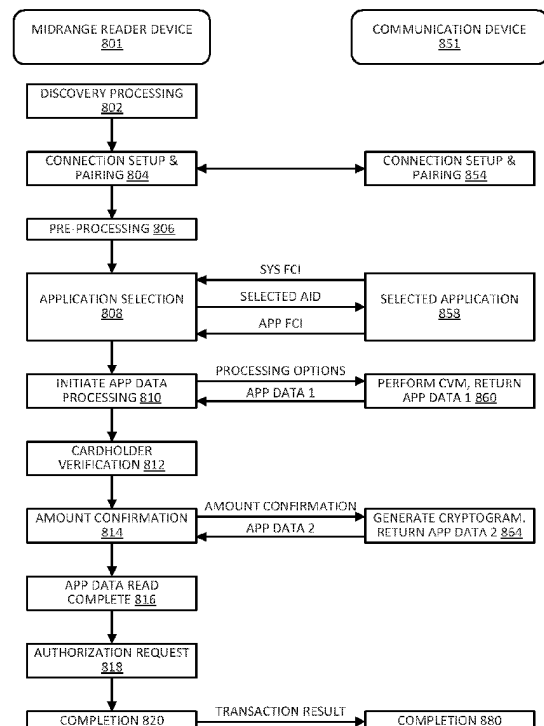 MIDRANGE READER DEVICE
801
COMMUNICATION DEVICE
851
DISCOVERY PROCESSING
802
CONNECTION SETUP &
PAIRING 804
CONNECTION SETUP &
PAIRING 854
PRE-PROCESSING 806
SYS FCI
APPLICATION SELECTION
808
SELECTED AID
SELECTED APPLICATION
858
APP FCI
PROCESSING OPTIONS
INITIATE APP DATA
PROCESSING 810
APP DATA 1
PERFORM CVM, RETURN
APP DATA 1 860
CARDHOLDER
VERIFICATION 812
AMOUNT CONFIRMATION
AMOUNT CONFIRMATION
814
APP DATA 2
GENERATE CRYPTOGRAM,
RETURN APP DATA 2 864
APP DATA READ
COMPLETE 816
AUTHORIZATION REQUEST
818
TRANSACTION RESULT
COMPLETION 820
COMPLETION 880